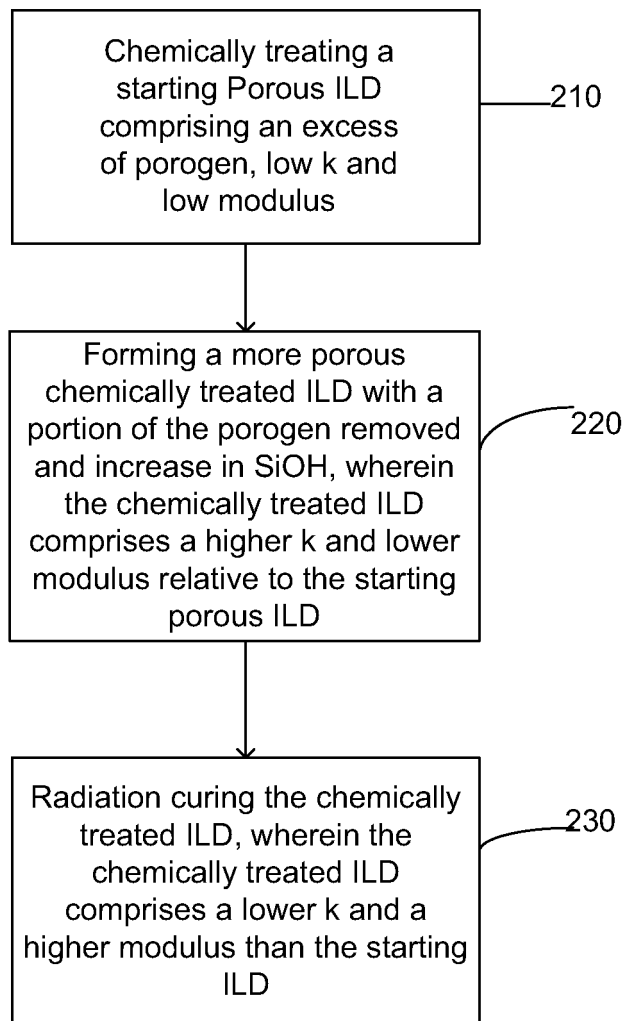 Chemically treating a
starting Porous ILD
comprising an excess
of porogen, low k and
low modulus
210
Forming a more porous
chemically treated ILD with a
portion of the porogen removed
and increase in SiOH, wherein
the chemically treated ILD
comprises a higher k and lower
modulus relative to the starting
porous ILD
220
Radiation curing the chemically
treated ILD, wherein the
chemically treated ILD
comprises a lower k and a
higher modulus than the starting
ILD
230